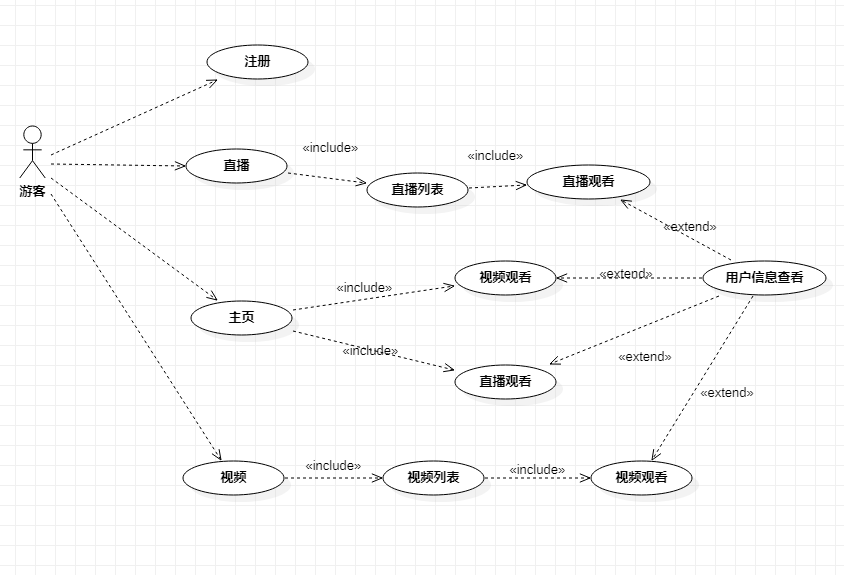 注册
«include»
直播
«include»
直播列表
直播观看
游客
«extend»
视频观看
«extend»
用户信息查看
«include»
主页
«include»
«extend»
直播观看
«extend»
«include»
«include»
视频
视频列表
视频观看